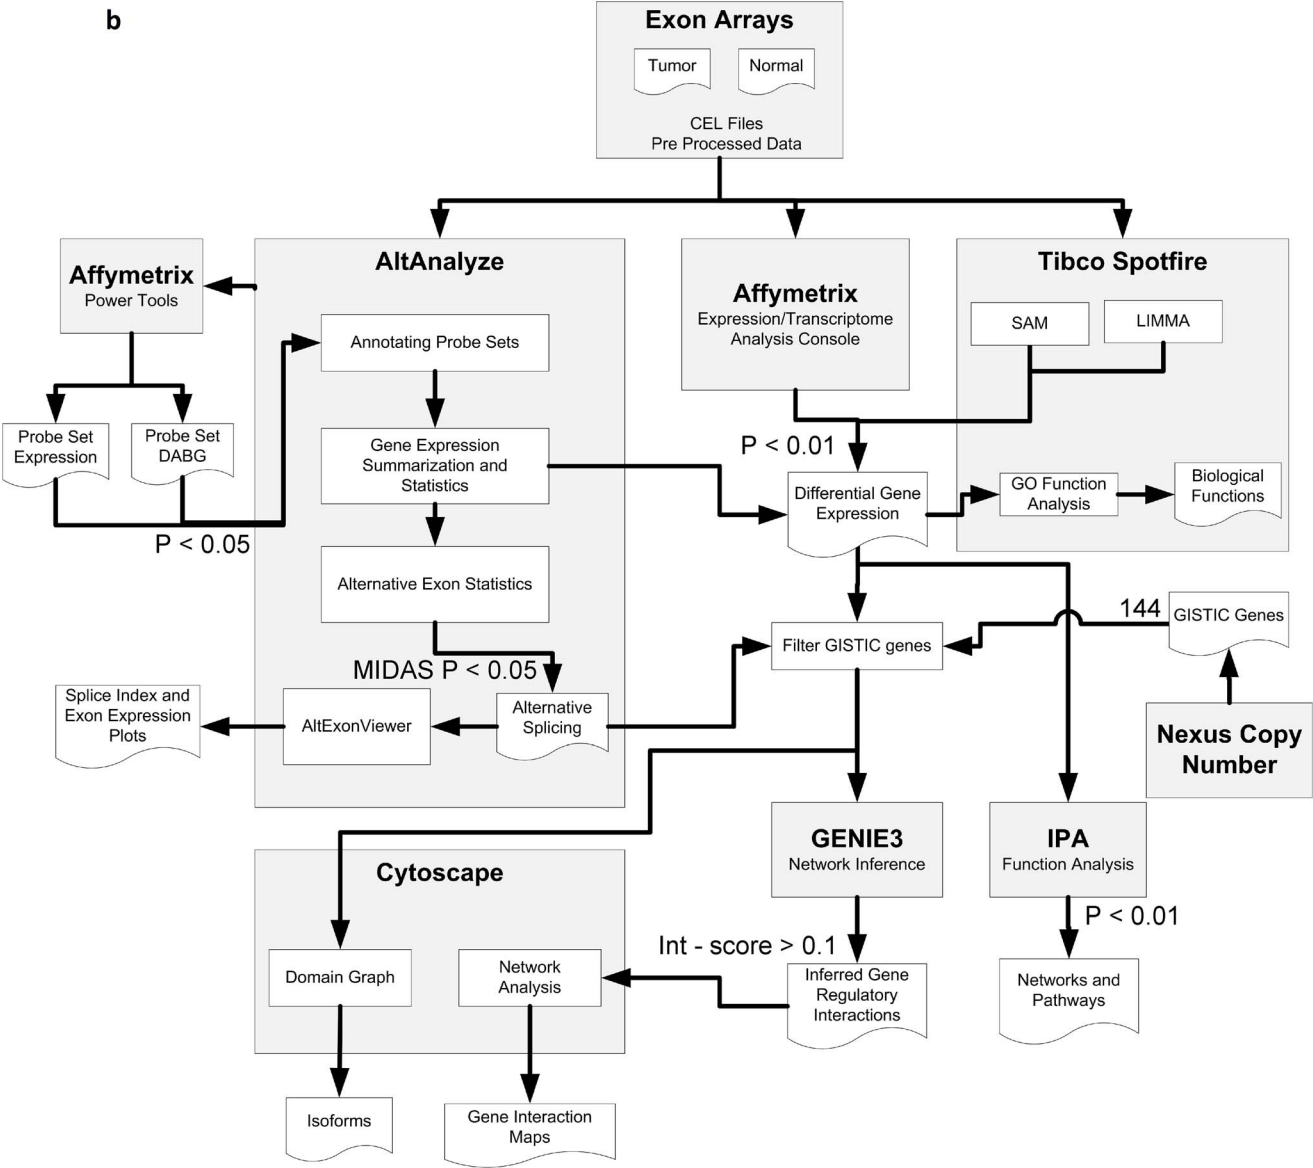 b
Exon Arrays
Tumor
Normal
CEL Files
Pre Processed Data
Affymetrix
Power Tools
AltAnalyze
Affymetrix
Expression/Transcriptome
Analysis Console
Tibco Spotfire
SAM
LIMMA
Annotating Probe Sets
Probe Set
Expression
Probe Set
DABG
P < 0.05
Gene Expression
Summarization and
Statistics
P < 0.01
Differential Gene
Expression
GO Function
Analysis
Biological
Functions
Alternative Exon Statistics
MIDAS P < 0.05
Filter GISTIC genes
144
GISTIC Genes
Splice Index and
Exon Expression
Plots
AltExonViewer
Alternative
Splicing
Nexus Copy
Number
Cytoscape
GENIE3
Network Inference
IPA
Function Analysis
P < 0.01
Int - score > 0.1
Domain Graph
Network
Analysis
Inferred Gene
Regulatory
Interactions
Networks and
Pathways
Isoforms
Gene Interaction
Maps